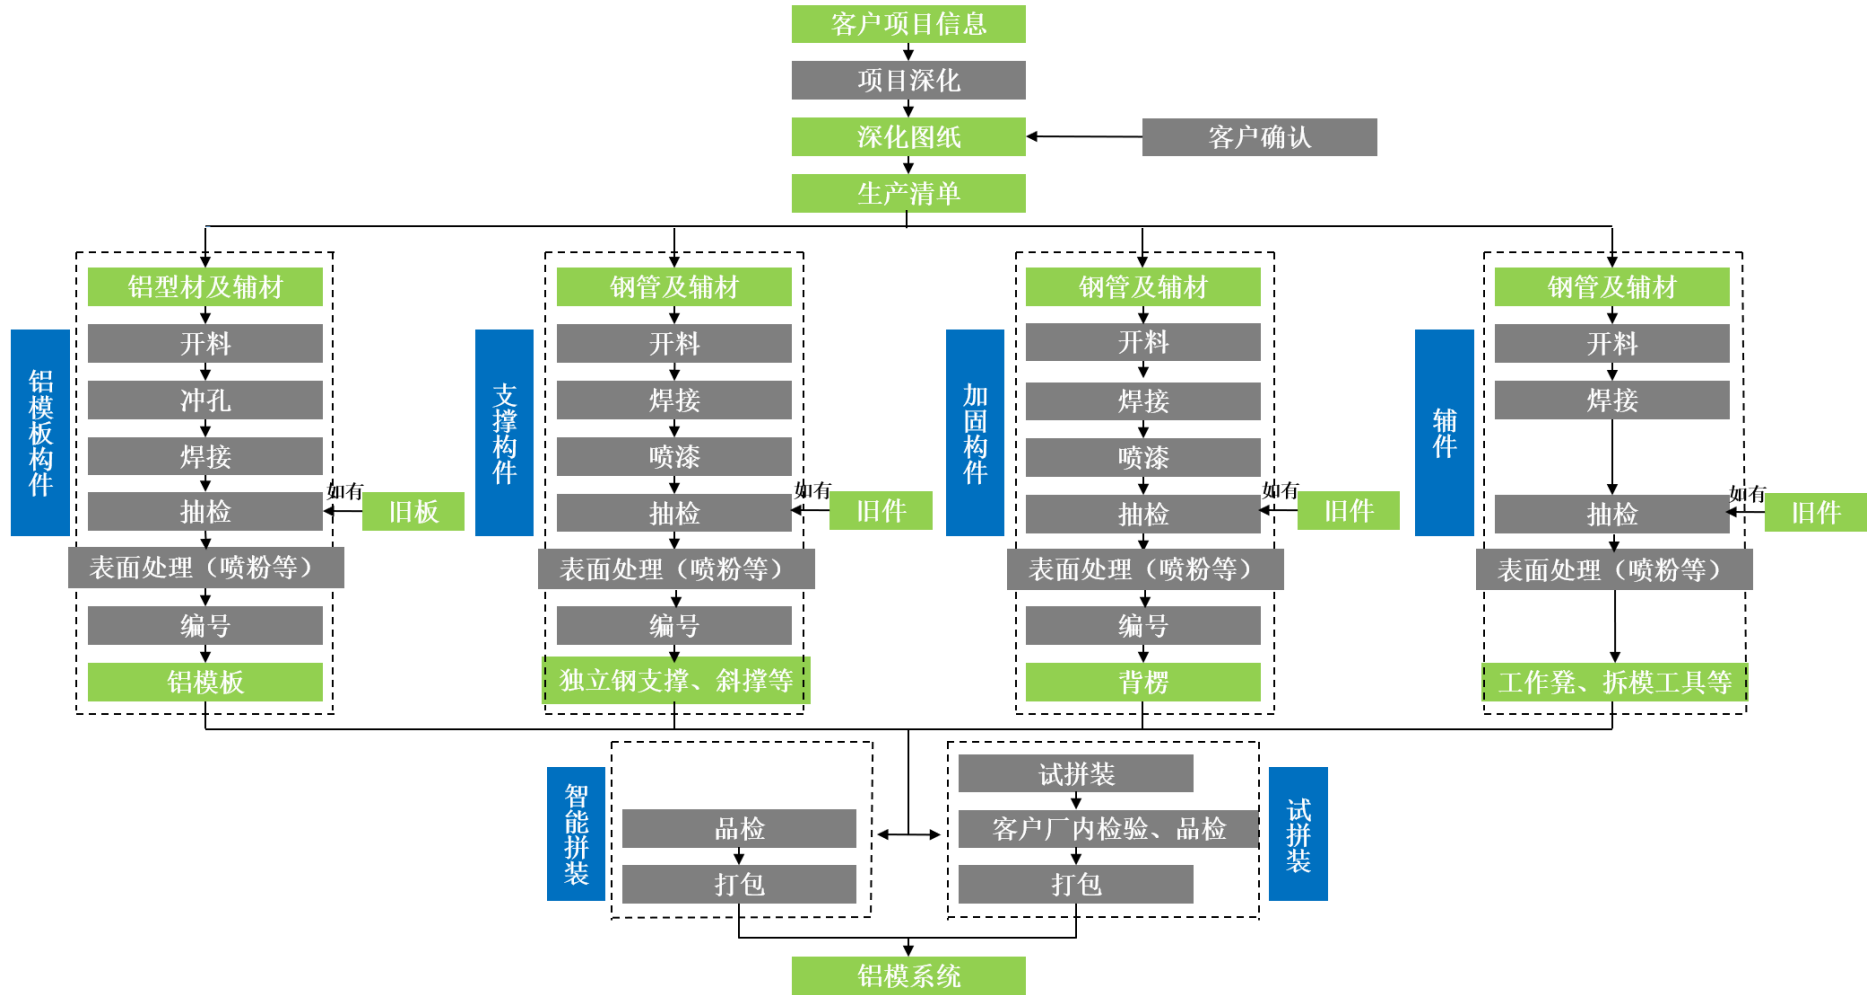 客户项目信息
项目深化
深化图纸
客户确认
生产清单
铝模板构件
铝型材及辅材
开料
冲孔
焊接
抽检
如有
旧板
表面处理（喷粉等）
编号
铝模板
支撑构件
钢管及辅材
开料
焊接
喷漆
抽检
如有
旧件
表面处理（喷粉等）
编号
独立钢支撑、斜撑等
加固构件
钢管及辅材
开料
焊接
喷漆
抽检
如有
旧件
表面处理（喷粉等）
编号
背楞
辅件
钢管及辅材
开料
焊接
抽检
如有
旧件
表面处理（喷粉等）
工作凳、拆模工具等
智能拼装
品检
打包
试拼装
客户厂内检验、品检
打包
试拼装
铝模系统